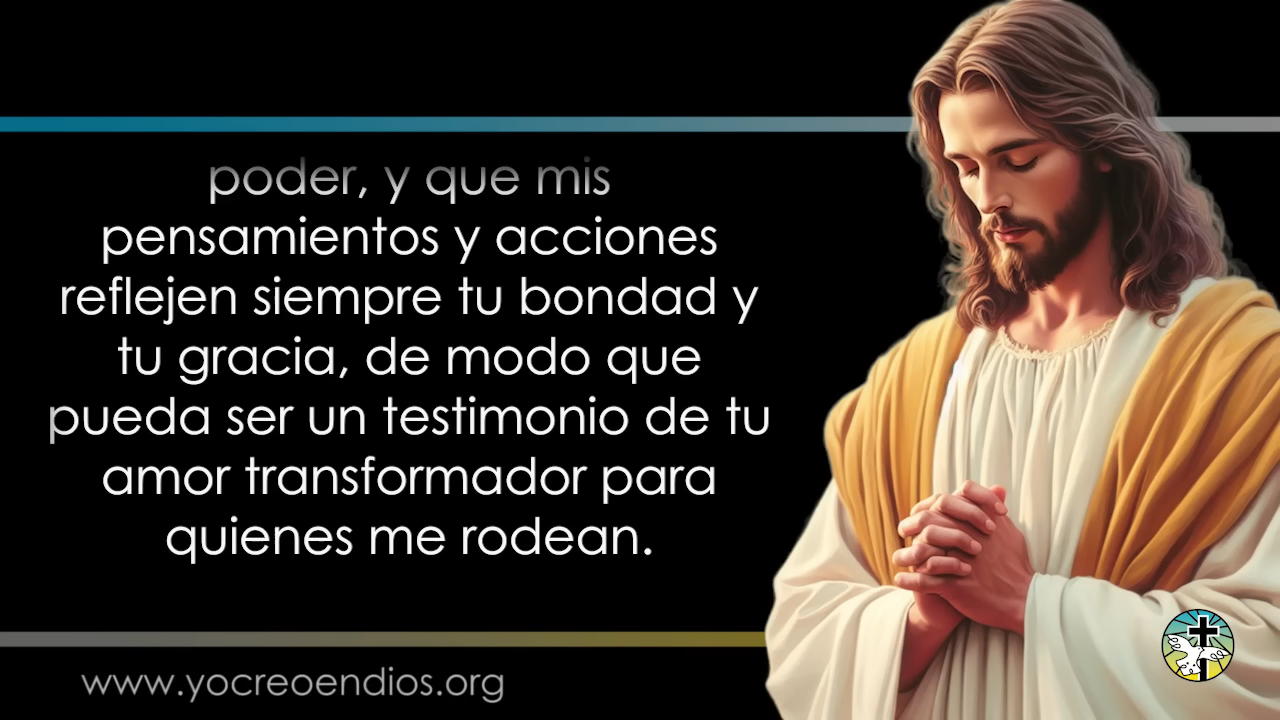 poder, y que mis
pensamientos y acciones
reflejen siempre tu bondad y
tu gracia, de modo que
pueda ser un testimonio de tu
amor transformador para
quienes me rodean.
www.yocreoendios.org